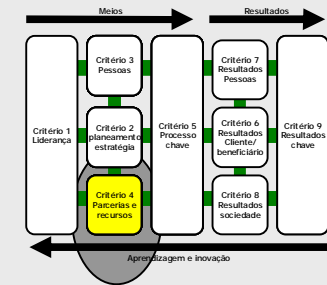 Meios
Resultados
Critério 1
Liderança
Critério 3
Pessoas
Critério 2
planeamento
estratégia
Critério 4
Parcerias e
recursos
Critério 5
Processo
chave
Critério 7
Resultados
Pessoas
Critério 6
Resultados
Cliente/
beneficiário
Critério 8
Resultados
sociedade
Critério 9
Resultados
chave
Aprendizagem e inovação